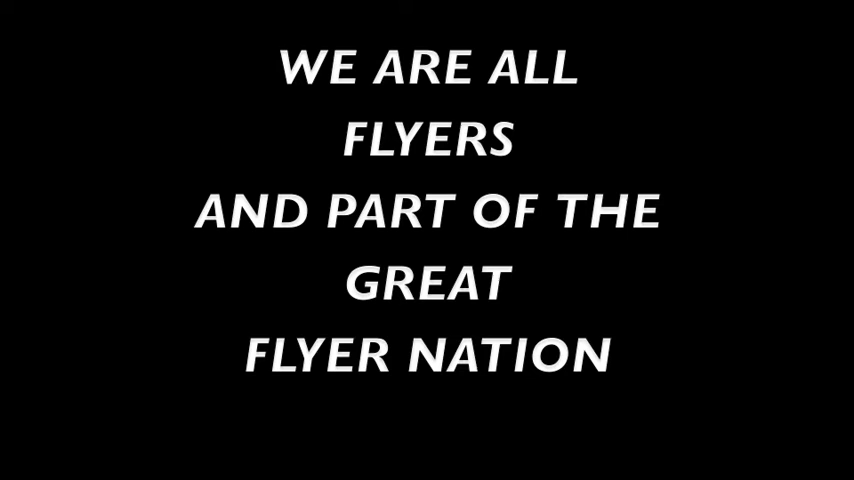 WE ARE ALL
FLYERS
AND PART OF THE
GREAT
FLYER NATION